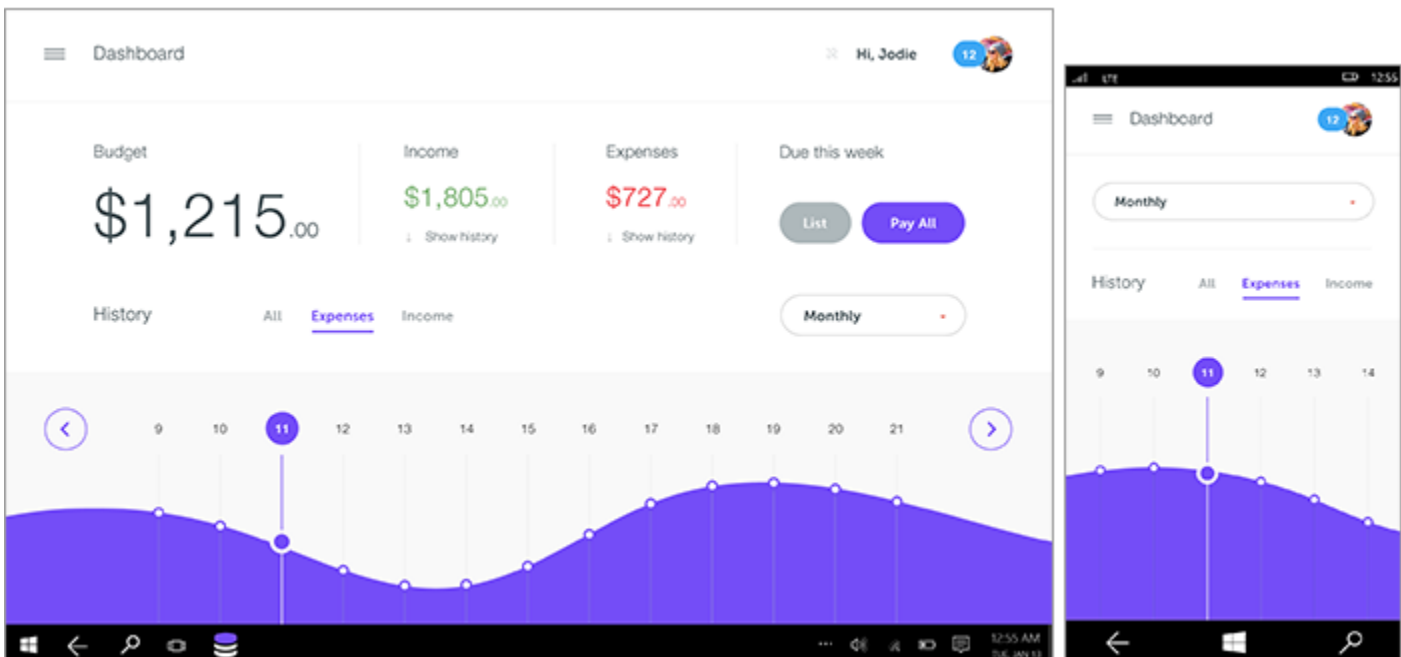 Dashboard
Hi, Jodie
12
Budget
Income
Expenses
Due this week
$1,215.00
$1,805.00
$727.00
↓ Show history
↓ Show history
List
Pay All
History
All
Expenses
Income
Monthly
9 10 11 12 13 14 15 16 17 18 19 20 21
12:55 AM
TUE, JAN 13
LTE
12:55
Dashboard
12
Monthly
History
All
Expenses
Income
9 10 11 12 13 14